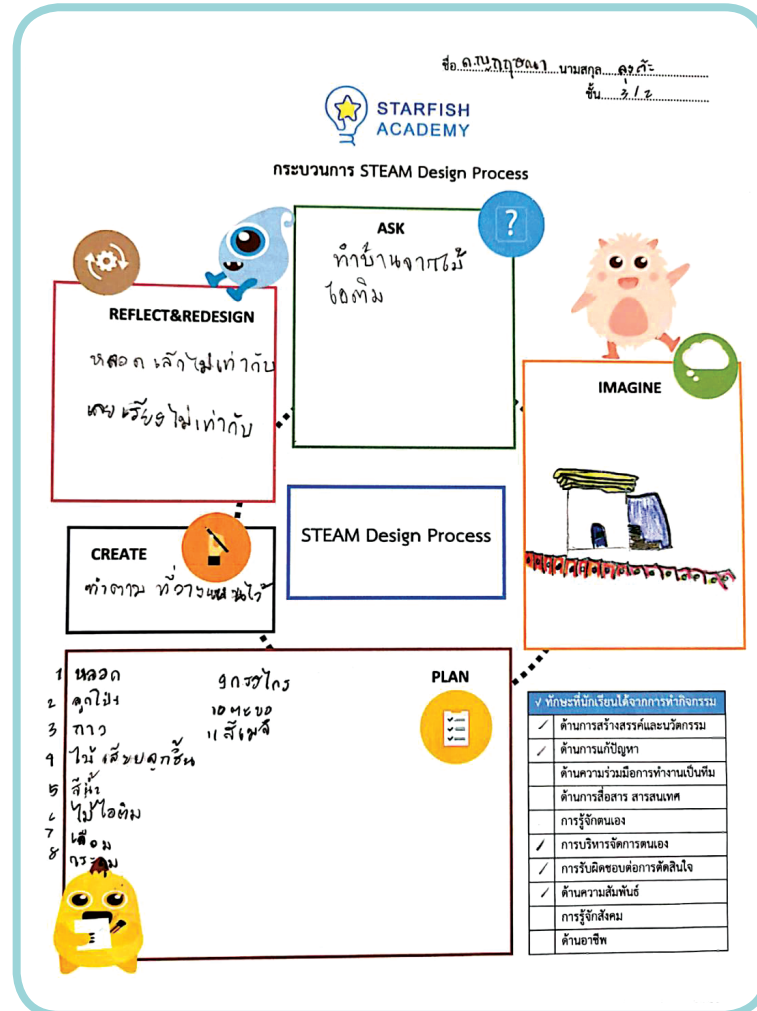 ชื่อ ด.ญ.กฤษณา นามสกุล
ชั้น 3/2
STARFISH
ACADEMY
กระบวนการ STEAM Design Process
ASK
?
ทำบ้านจากไม้
ไอติม
REFLECT&REDESIGN
หลอด เล็กไม่เท่ากับ
เลย เรียงไม่เท่ากับ
IMAGINE
STEAM Design Process
CREATE
ทำตาม ที่วางแผนไว้
PLAN
1 หลอด
2 ลูกโป่ง
3 กาว
4 ไม้เสียบลูกชิ้น
5 สีน้ำ
6 ไม้ไอติม
7
8
9 กรรไกร
10 ตะขอ
11 สีเมจิ
√ ทักษะที่นักเรียนได้จากการทำกิจกรรม
/ ด้านการสร้างสรรค์และนวัตกรรม
/ ด้านการแก้ปัญหา
ด้านความร่วมมือการทำงานเป็นทีม
ด้านการสื่อสาร สารสนเทศ
การรู้จักตนเอง
/ การบริหารจัดการตนเอง
/ การรับผิดชอบต่อการตัดสินใจ
/ ด้านความสัมพันธ์
การรู้จักสังคม
ด้านอาชีพ